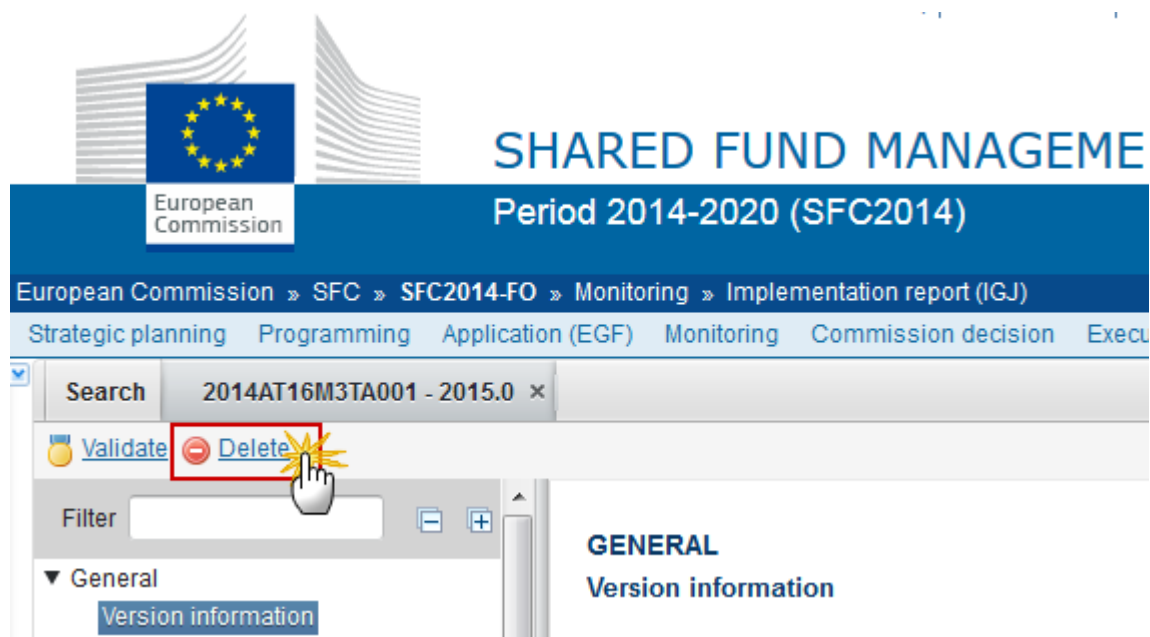 SHARED FUND MANAGEME
European
Commission
Period 2014-2020 (SFC2014)
European Commission » SFC » SFC2014-FO » Monitoring » Implementation report (IGJ)
Strategic planning Programming Application (EGF) Monitoring Commission decision Execu
Search 2014AT16M3TA001 - 2015.0 ×
Validate Delete
Filter
GENERAL
▼ General
Version information
Version information